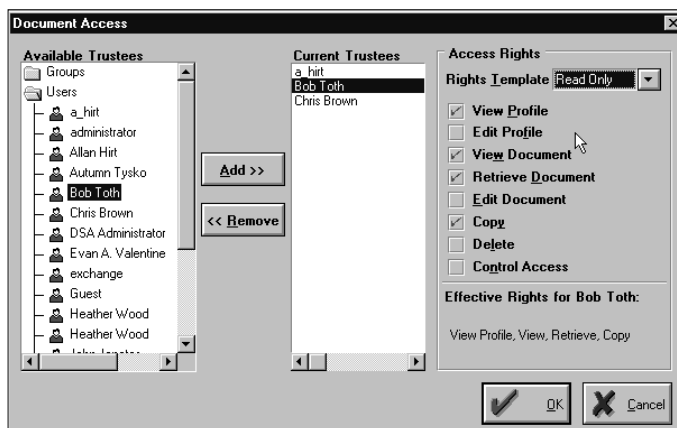 Document Access
Available Trustees
Groups
Users
a_hirt
administrator
Allan Hirt
Autumn Tysko
Bob Toth
Chris Brown
DSA Administrator
Evan A. Valentine
exchange
Guest
Heather Wood
Heather Wood
Add >>
<< Remove
Current Trustees
a_hirt
Bob Toth
Chris Brown
Access Rights
Rights Template Read Only
View Profile
Edit Profile
View Document
Retrieve Document
Edit Document
Copy
Delete
Control Access
Effective Rights for Bob Toth:
View Profile, View, Retrieve, Copy
OK
Cancel